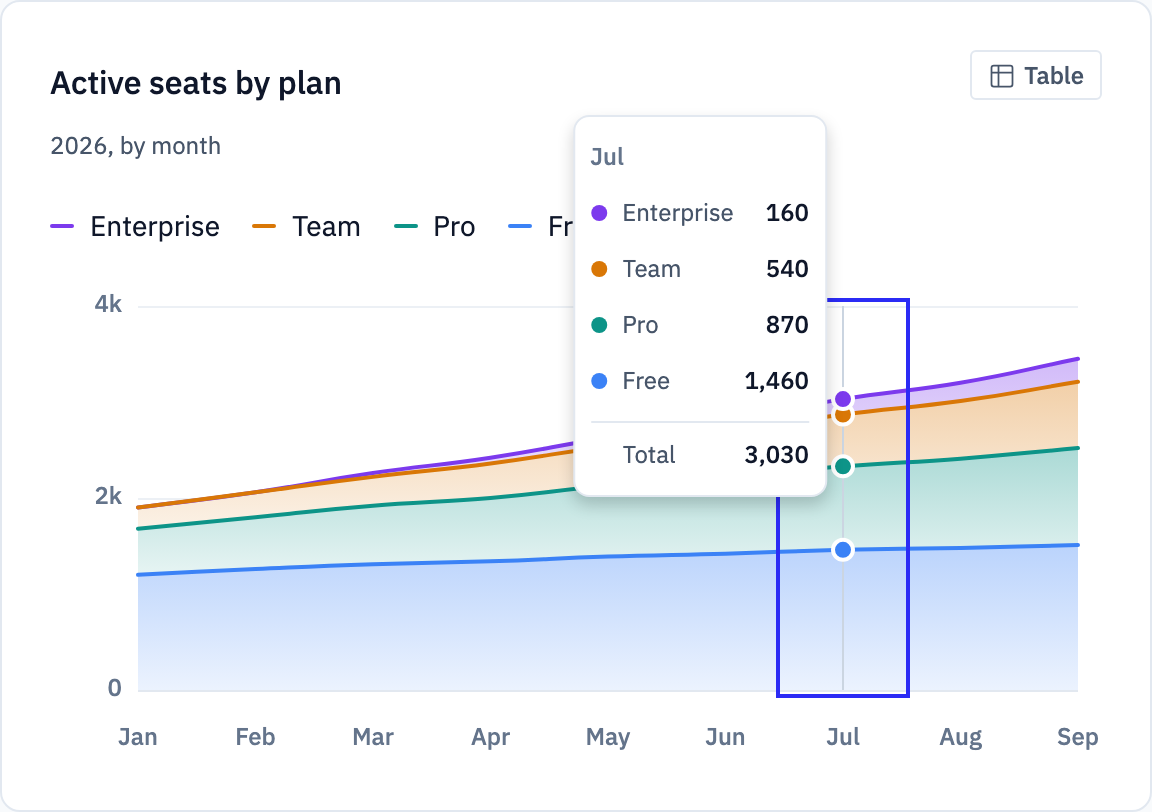 Active seats by plan
Table
2026, by month
Jul
Enterprise 160
Team 540
Pro 870
Free 1,460
Total 3,030
Enterprise Team Pro
4k
2k
0
Jan Feb Mar Apr May Jun Jul Aug Sep